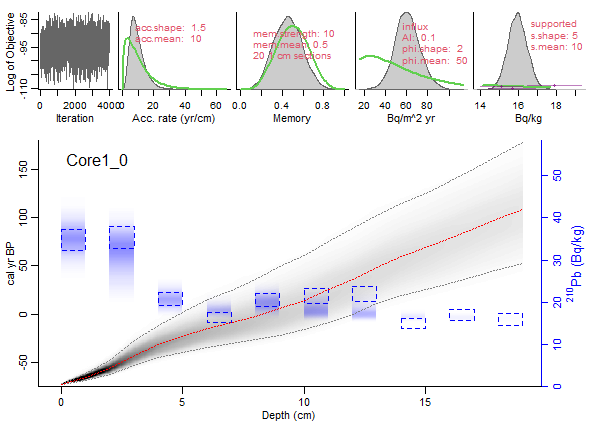 -85
-95
-110
Log of Objective
0 1000 2000 3000 4000
Iteration
acc.shape: 1.5
acc.mean: 10
0 20 40 60
Acc. rate (yr/cm)
mem.strength: 10
mem.mean: 0.5
20 cm sections
0.0 0.4 0.8
Memory
influx
Al: 0.1
phi.shape: 2
phi.mean: 50
20 40 60 80
Bq/m^2 yr
supported
s.shape: 5
s.mean: 10
14 16 18
Bq/kg
Core1_0
150
100
50
0
-50
cal yr BP
0 5 10 15
Depth (cm)
50
40
30
20
10
0
210Pb (Bq/kg)